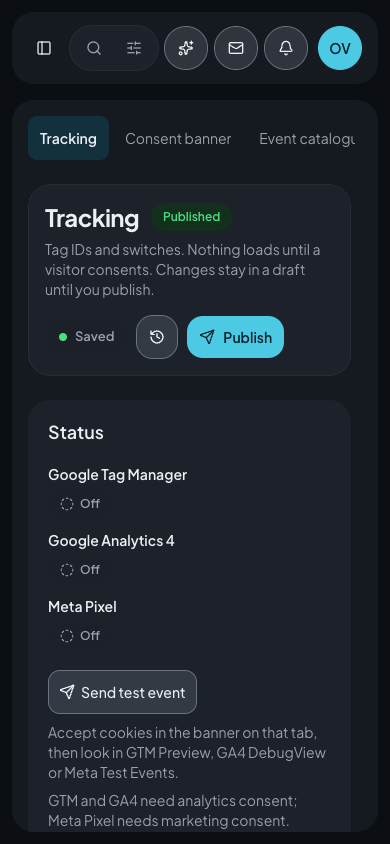 OV
Tracking
Consent banner
Event catalogu
Tracking
Published
Tag IDs and switches. Nothing loads until a
visitor consents. Changes stay in a draft
until you publish.
Saved
Publish
Status
Google Tag Manager
Off
Google Analytics 4
Off
Meta Pixel
Off
Send test event
Accept cookies in the banner on that tab,
then look in GTM Preview, GA4 DebugView
or Meta Test Events.
GTM and GA4 need analytics consent;
Meta Pixel needs marketing consent.